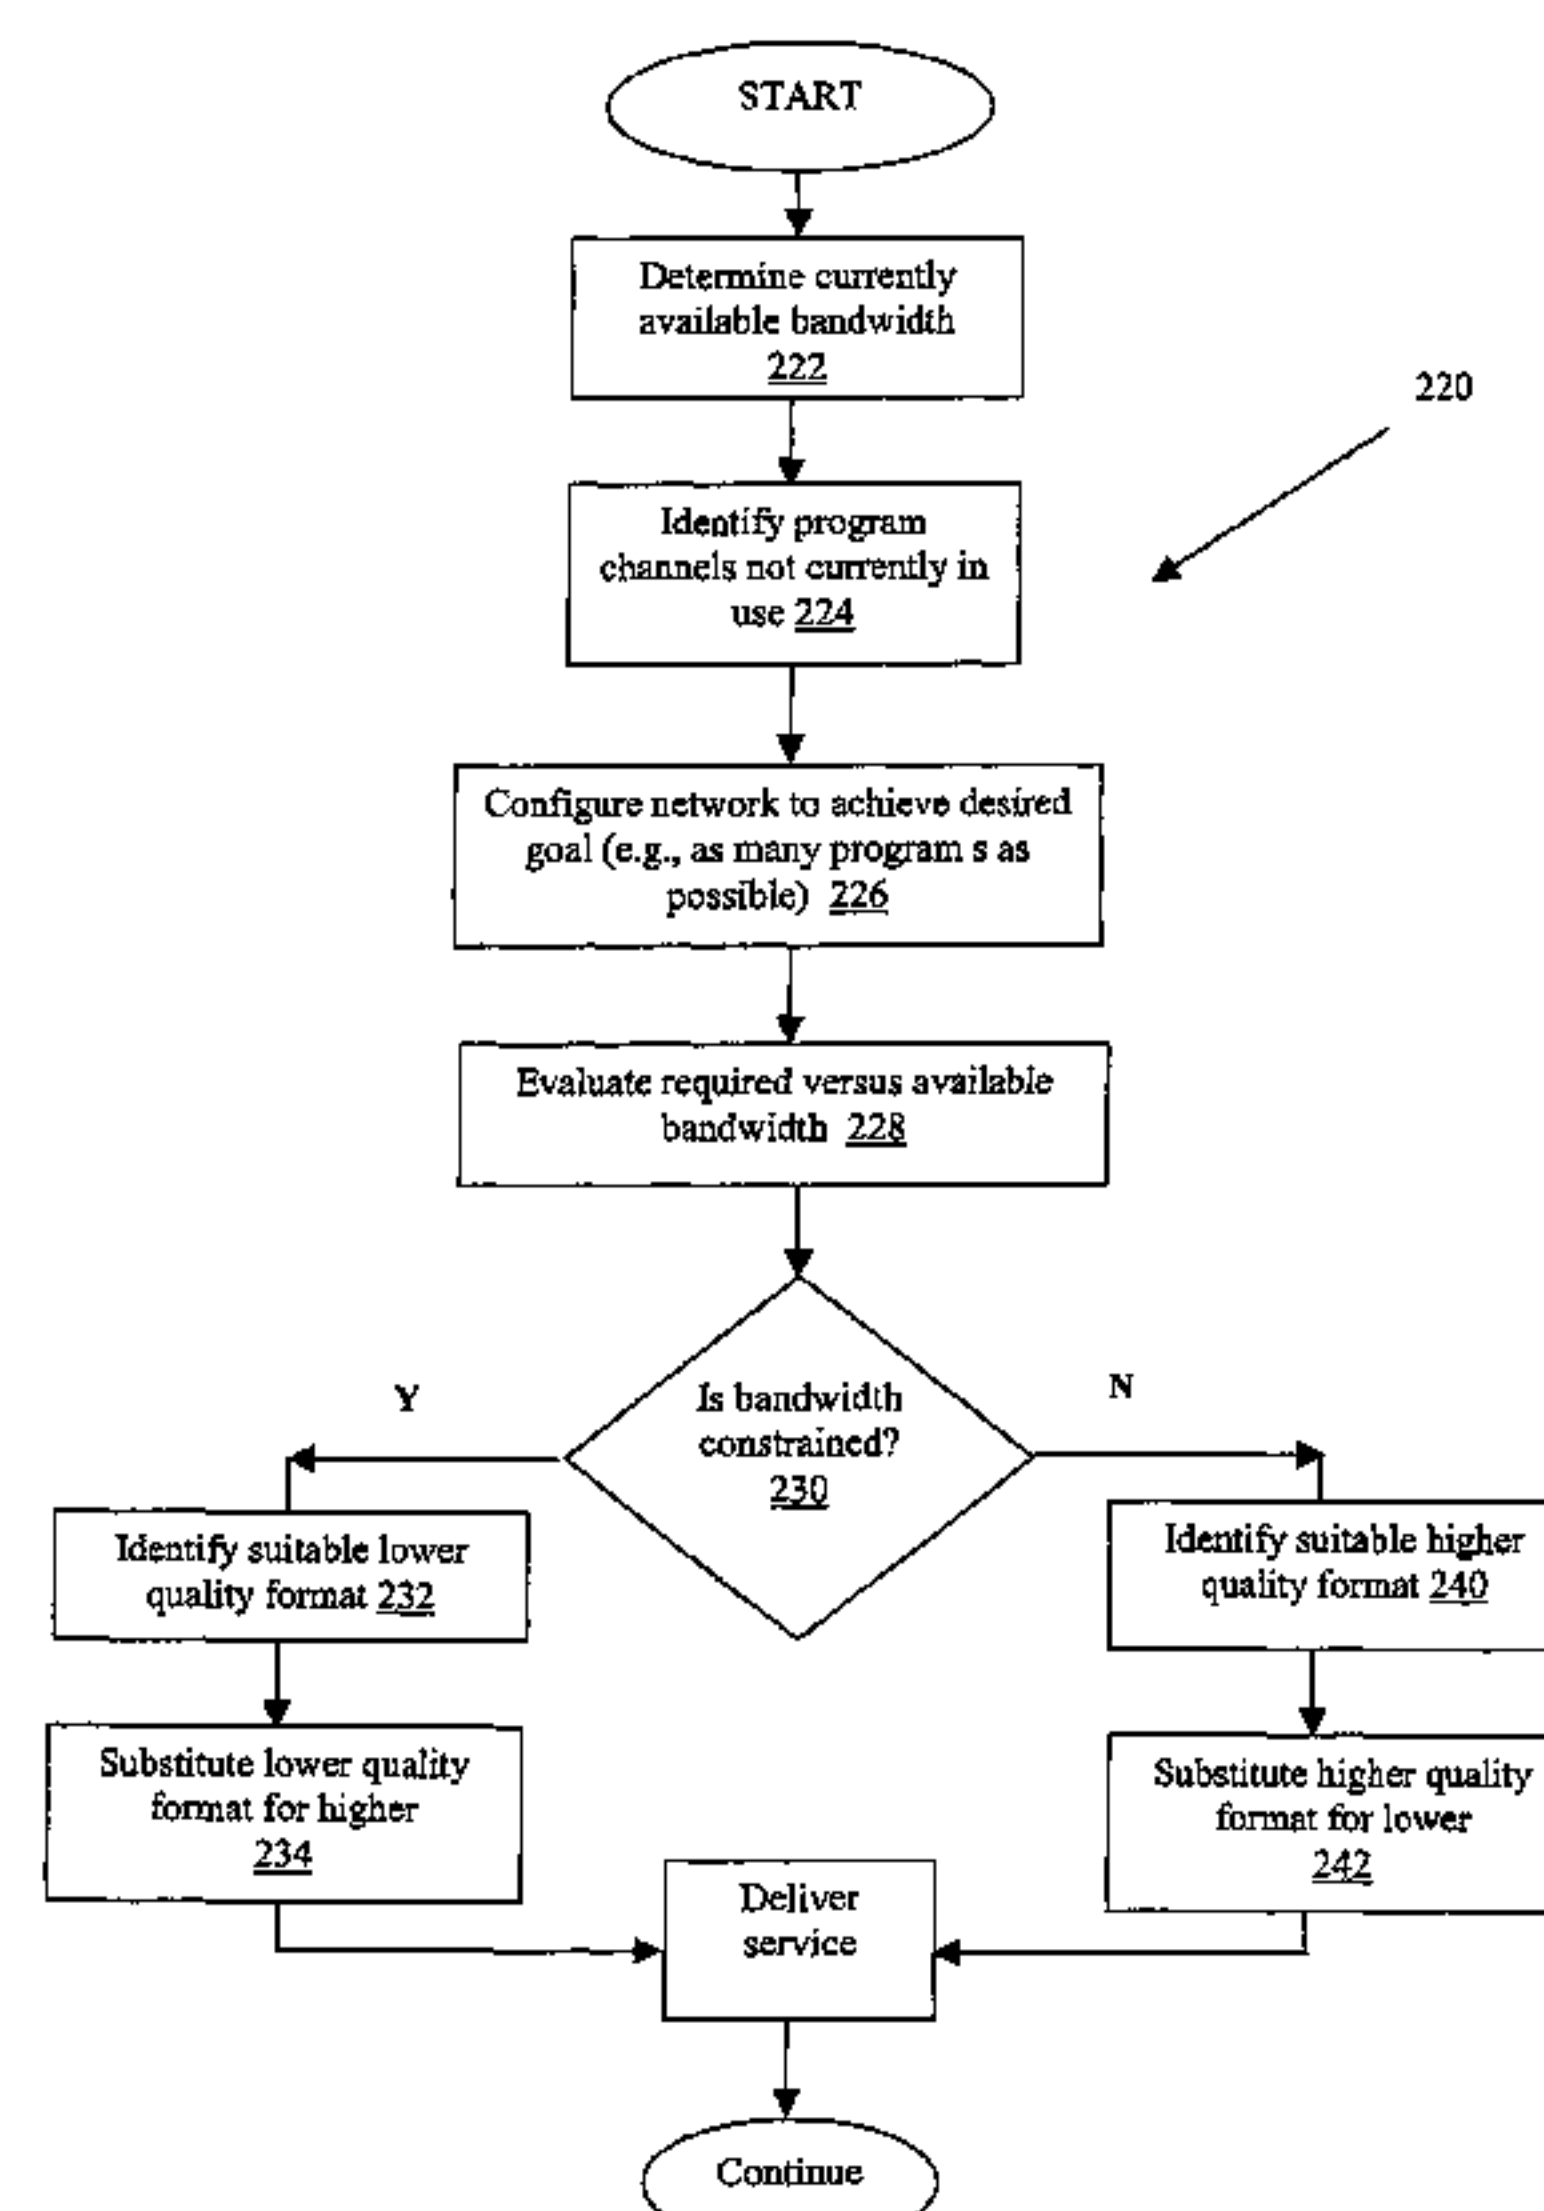 START
Determine currently
available bandwidth
222
220
Identify program
channels not currently in
use 224
Configure network to achieve desired
goal (e.g., as many program s as
possible) 226
Evaluate required versus available
bandwidth 228
Y
N
Is bandwidth
constrained?
230
Identify suitable lower
quality format 232
Identify suitable higher
quality format 240
Substitute lower quality
format for higher
234
Substitute higher quality
format for lower
242
Deliver
service
Continue